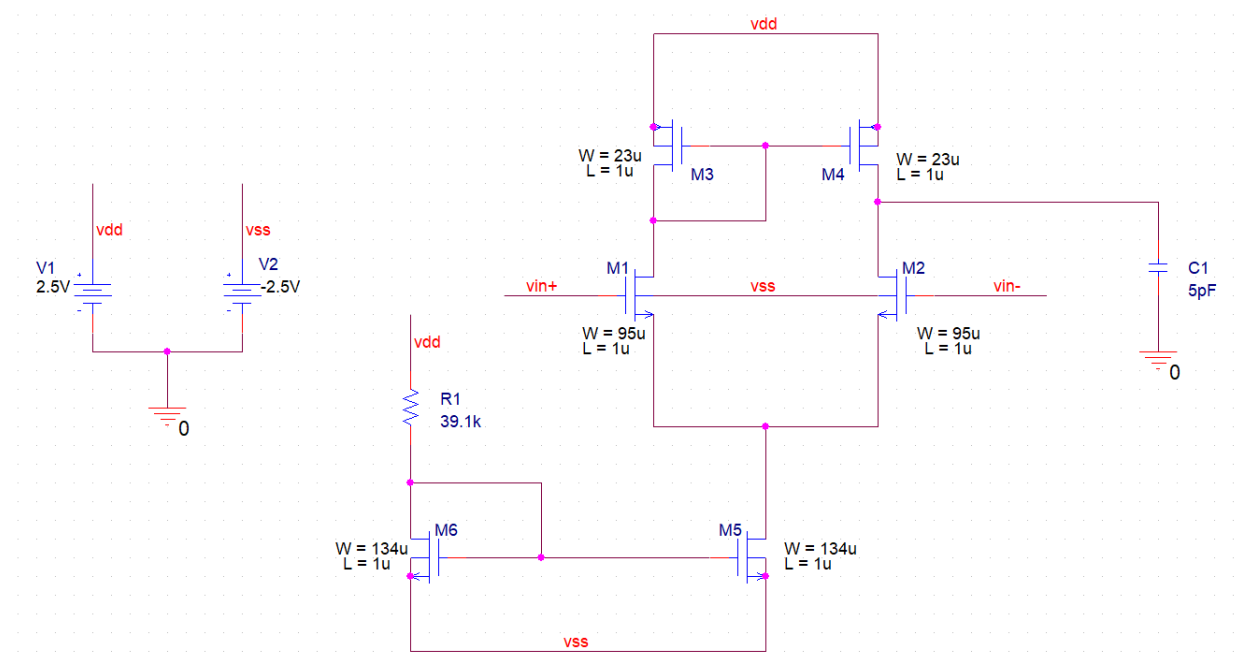 vdd
W = 23u
L = 1u
M3
M4
W = 23u
L = 1u
vdd
vss
V1
2.5V
V2
-2.5V
+
-
+
-
0
M1
M2
vin+
vss
vin-
W = 95u
L = 1u
W = 95u
L = 1u
C1
5pF
0
vdd
R1
39.1k
M6
W = 134u
L = 1u
M5
W = 134u
L = 1u
vss